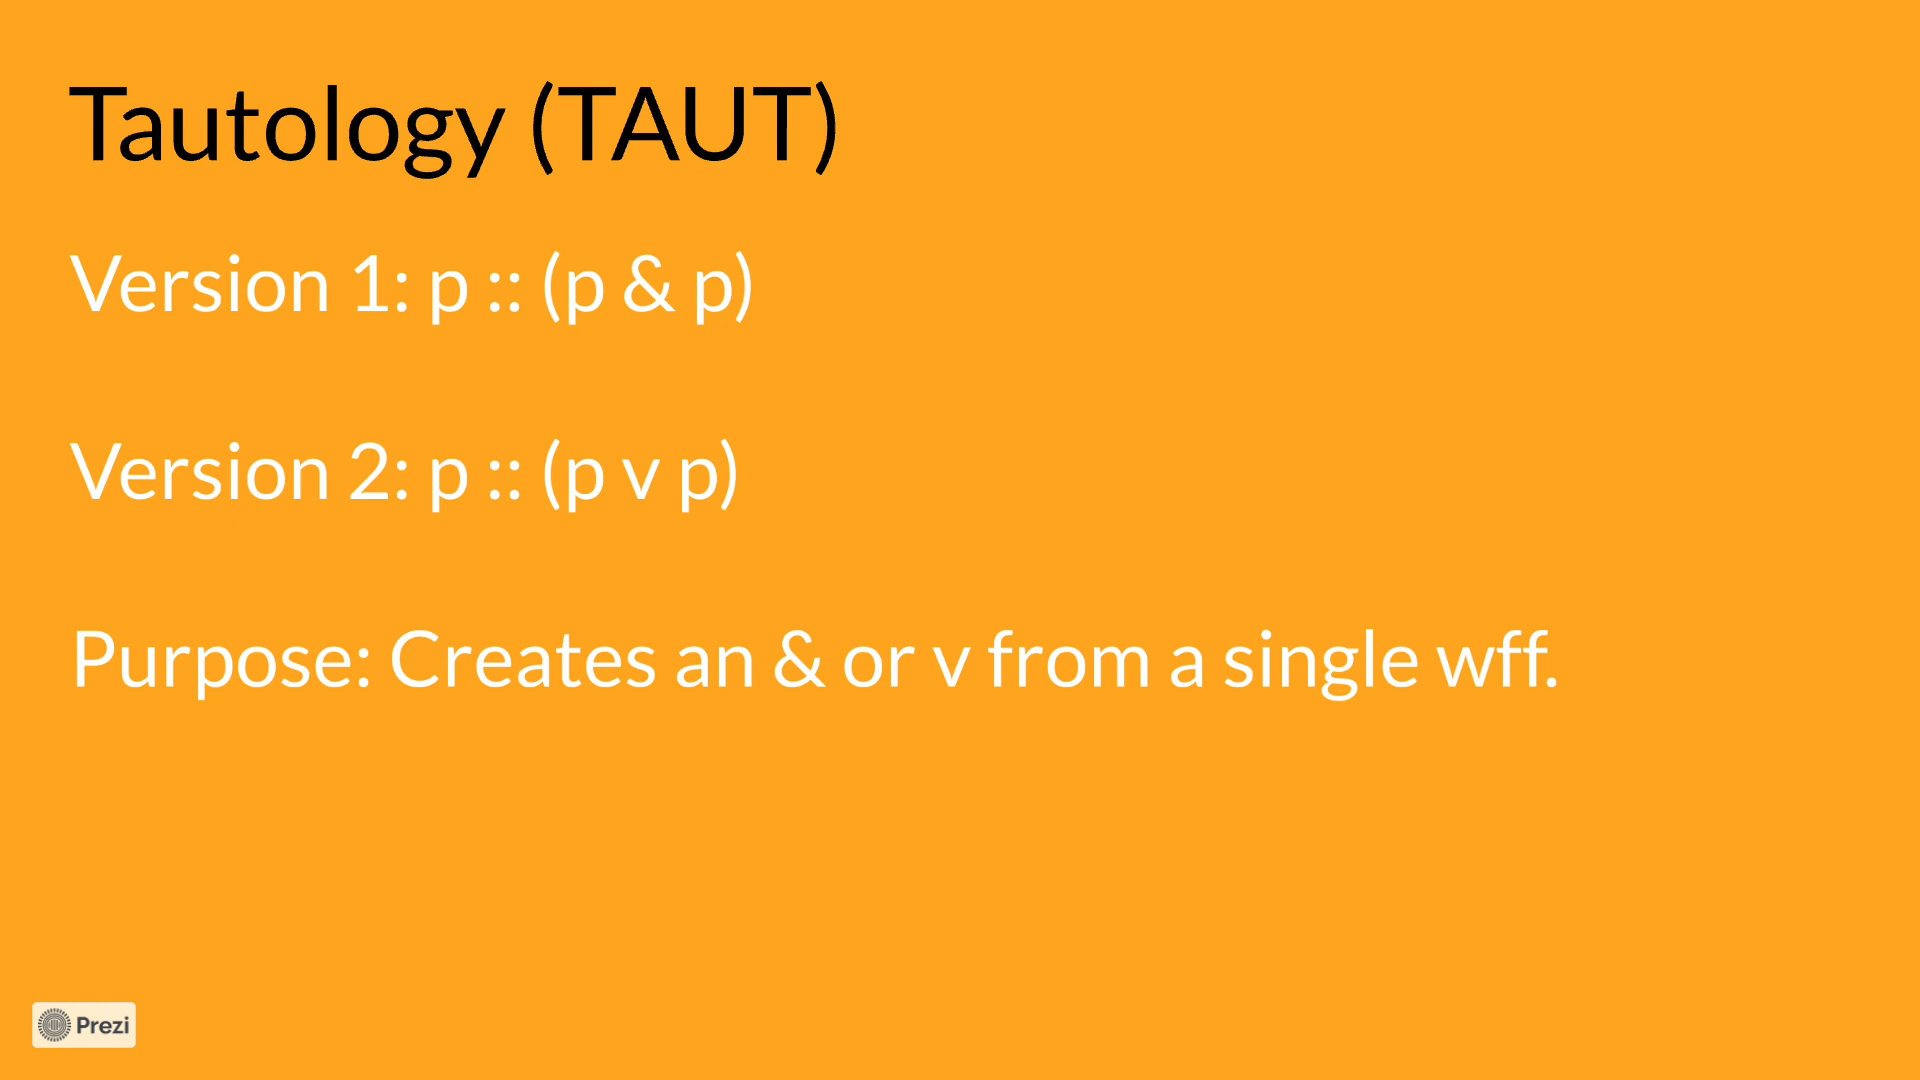 Tautology (TAUT)
Version 1: p :: (p & p)
Version 2: p :: (p v p)
Purpose: Creates an & or v from a single wff.
Prezi